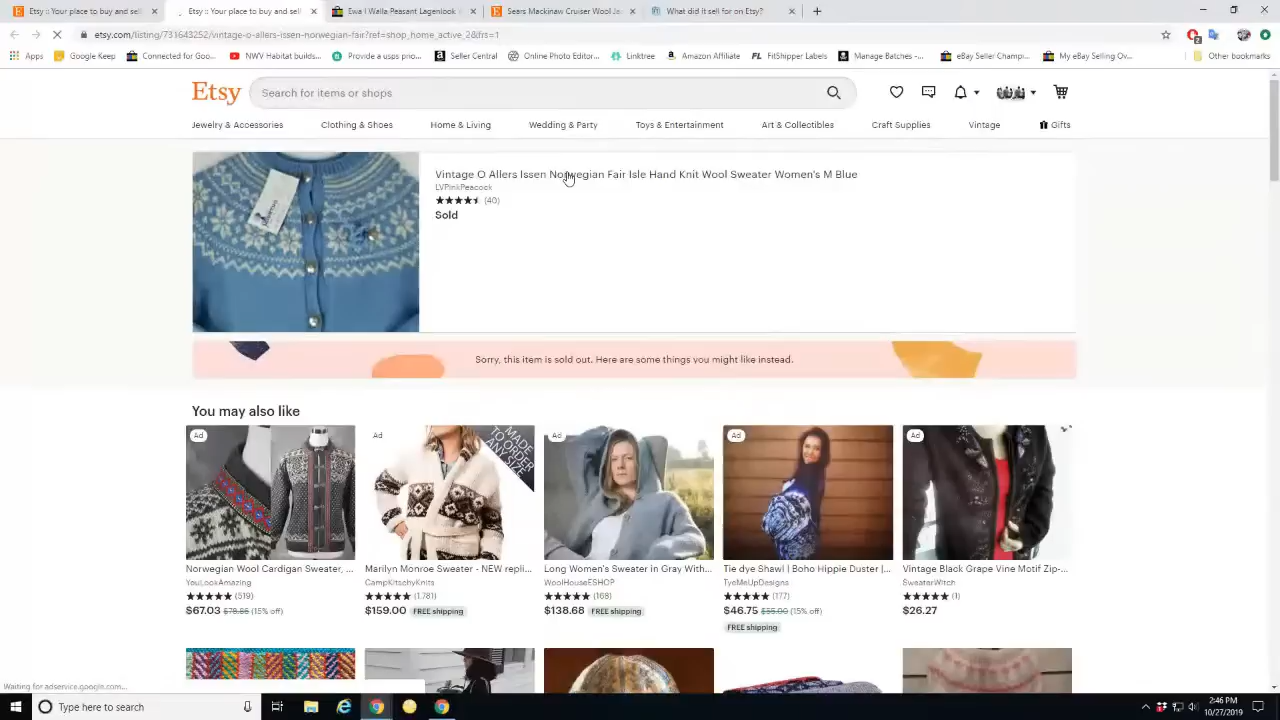 Etsy :: Your place to buy and sell
Etsy :: Your place to buy and sell
Ewa I Walla Peasant Lagenlook
Sears Mackinaw Cruiser Wool Ja
What did it sell for on Etsy?
etsy.com/listing/731643252/vintage-o-allers-issen-norwegian-fair?ref=shop_home_active_2&frs=1
Apps
Google Keep
Connected for Goo...
NWV Habitat builds...
Provide a usps prio...
Seller Central
Online Photo Editor...
Linktree
Amazon Affiliate
FL FitShipper Labels
Manage Batches -...
eBay Seller Champi...
My eBay Selling Ov...
Other bookmarks
Etsy
Search for items or shops
Jewelry & Accessories
Clothing & Shoes
Home & Living
Wedding & Party
Toys & Entertainment
Art & Collectibles
Craft Supplies
Vintage
Gifts
Vintage O Allers Issen Norwegian Fair Isle Hand Knit Wool Sweater Women's M Blue
LVPinkPeacock
(40)
Sold
Sorry, this item is sold out. Here are some things you might like instead.
You may also like
Ad
Ad
Ad
Ad
Ad
MADE
TO ORDER
ANY SIZE
Norwegian Wool Cardigan Sweater, ...
YouLookAmazing
(519)
$67.03 $78.86 (15% off)
Marilyn Monroe Sweater - NEW repli...
CampKitschyKnits
(1,781)
$159.00 FREE shipping
Long Women's Sweater in Gray With...
WoolHouseESHOP
(168)
$138.68 FREE shipping
Tie dye Shawl | Boho Hippie Duster |...
TyeMeUpDesigns
(177)
$46.75 $55.00 (15% off)
FREE shipping
Vintage Black Grape Vine Motif Zip-...
SweaterWitch
(1)
$26.27
Waiting for adservice.google.com...
Type here to search
2:46 PM
10/27/2019